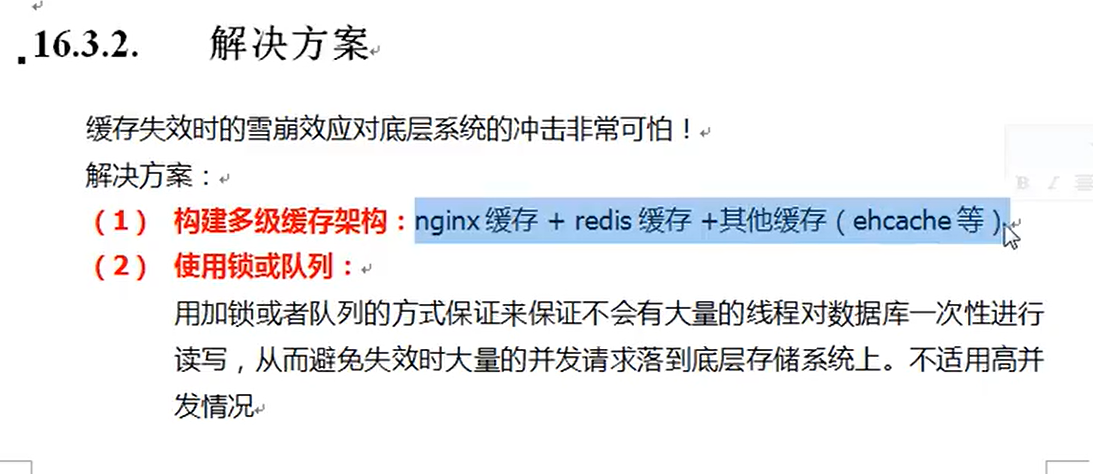 16.3.2. 解决方案
缓存失效时的雪崩效应对底层系统的冲击非常可怕！
解决方案：
（1） 构建多级缓存架构：nginx 缓存 + redis 缓存 +其他缓存（ehcache 等）
（2） 使用锁或队列：
用加锁或者队列的方式保证来保证不会有大量的线程对数据库一次性进行
读写，从而避免失效时大量的并发请求落到底层存储系统上。不适用高并
发情况
B I